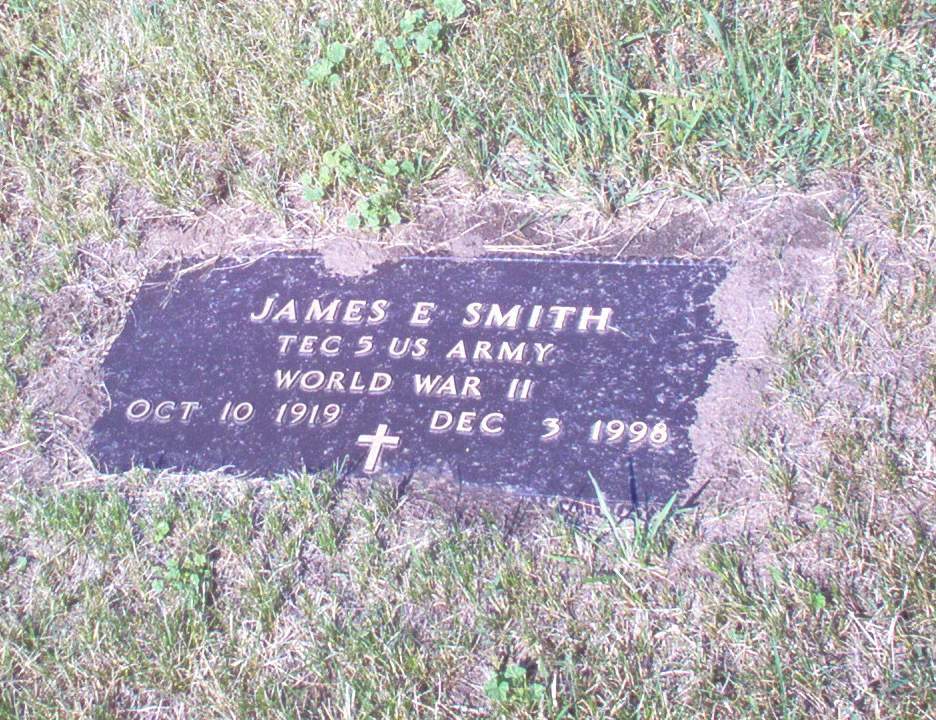 JAMES E SMITH
TEC 5 US ARMY
WORLD WAR II
OCT 10 1919 DEC 3 1998